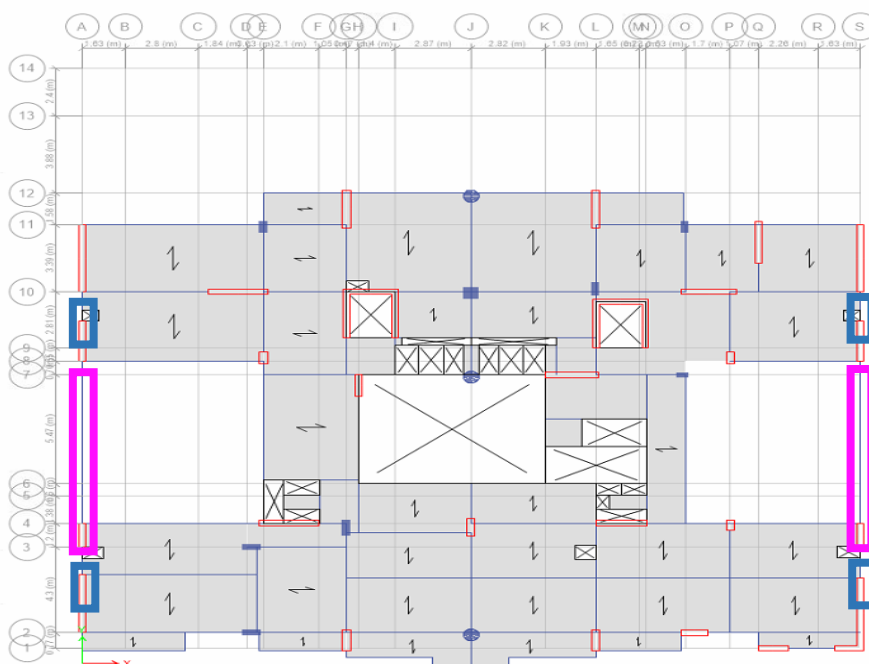 A B C D E F G H I J K L M N O P Q R S
1.63 (m) 2.8 (m) 1.84 (m) 2.1 (m) 2.87 (m) 2.82 (m) 1.93 (m) 1.7 (m) 2.26 (m) 1.63 (m)
14
2.4 (m)
13
3.88 (m)
12
1.58 (m)
11
3.39 (m)
10
2.81 (m)
9
8
7
5.47 (m)
6
5
4
3
4.3 (m)
2
1
X